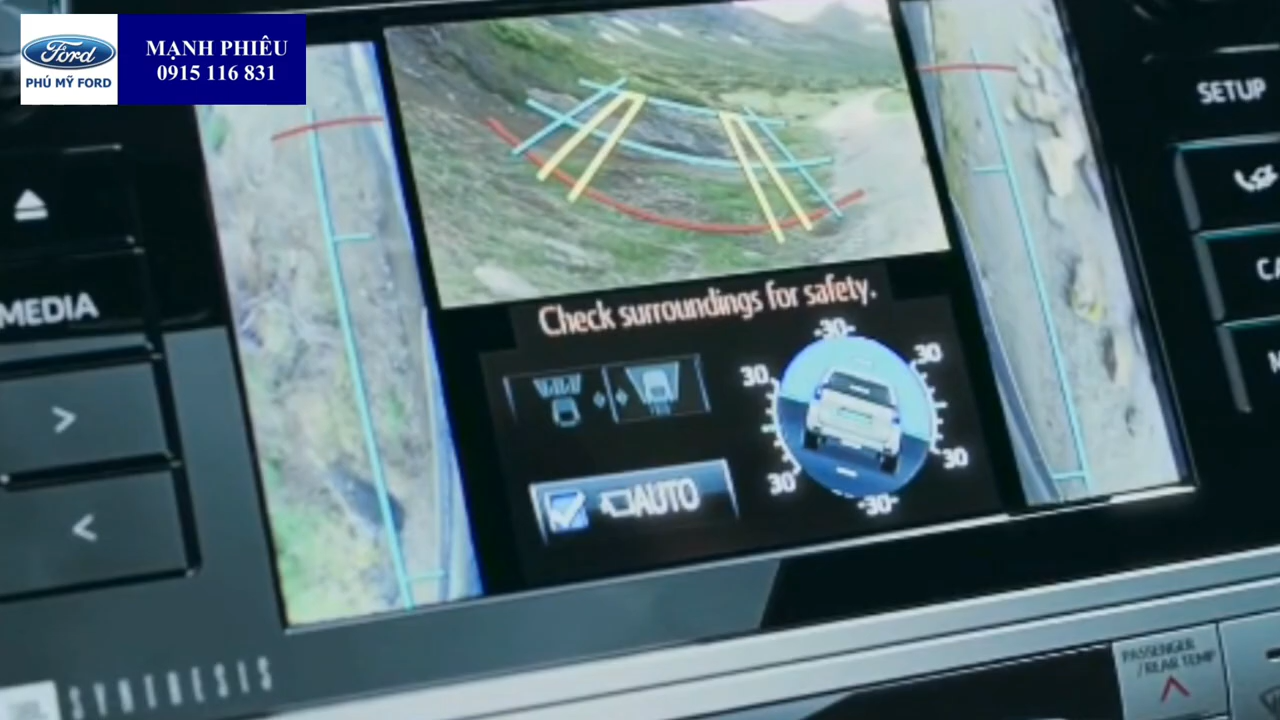 Ford
PHÚ MỸ FORD
MẠNH PHIÊU
0915 116 831
SETUP
MEDIA
Check surroundings for safety.
-30-
30
30
30
30
-30-
AUTO
SYNTHESIS
PASSENGER
/REAR TEMP